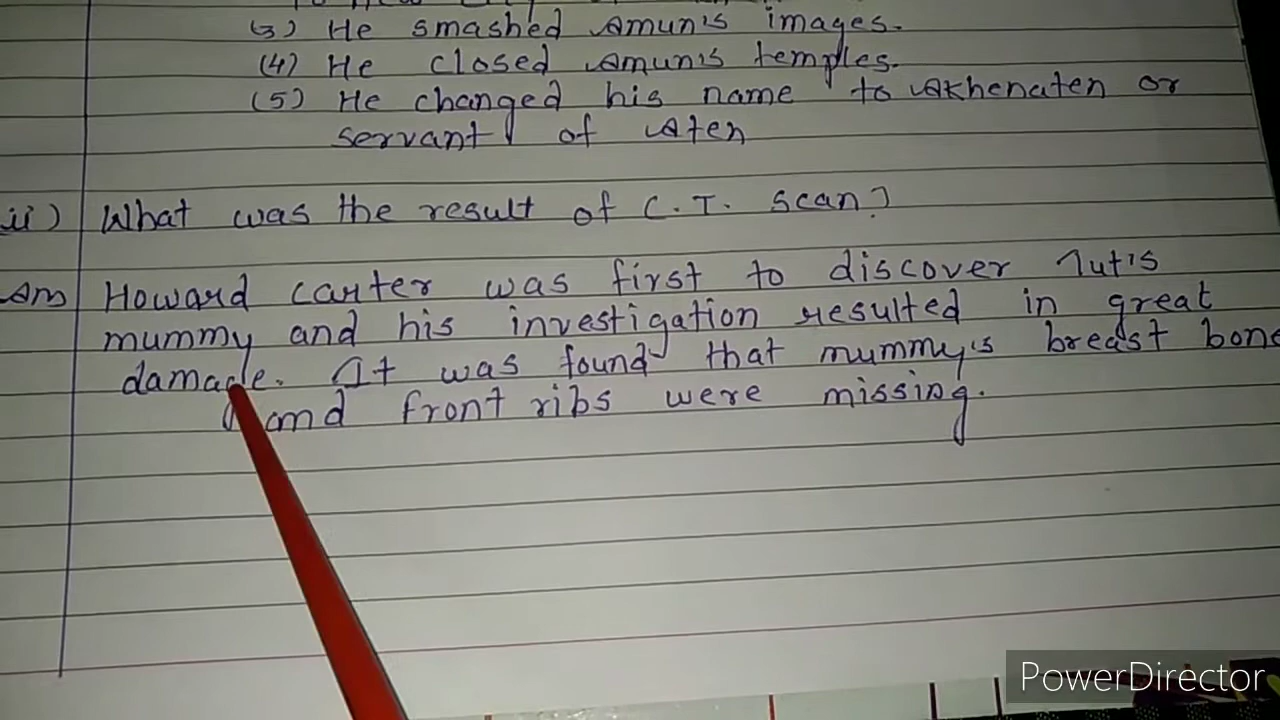 (3) He smashed Amun's images.
(4) He closed Amun's temples.
(5) He changed his name to Akhenaten or
servant of Aten
ii) What was the result of C.T. scan?
Ans Howard carter was first to discover Tut's
mummy and his investigation resulted in great
damage. It was found that mummy's breast bone
and front ribs were missing.
PowerDirector